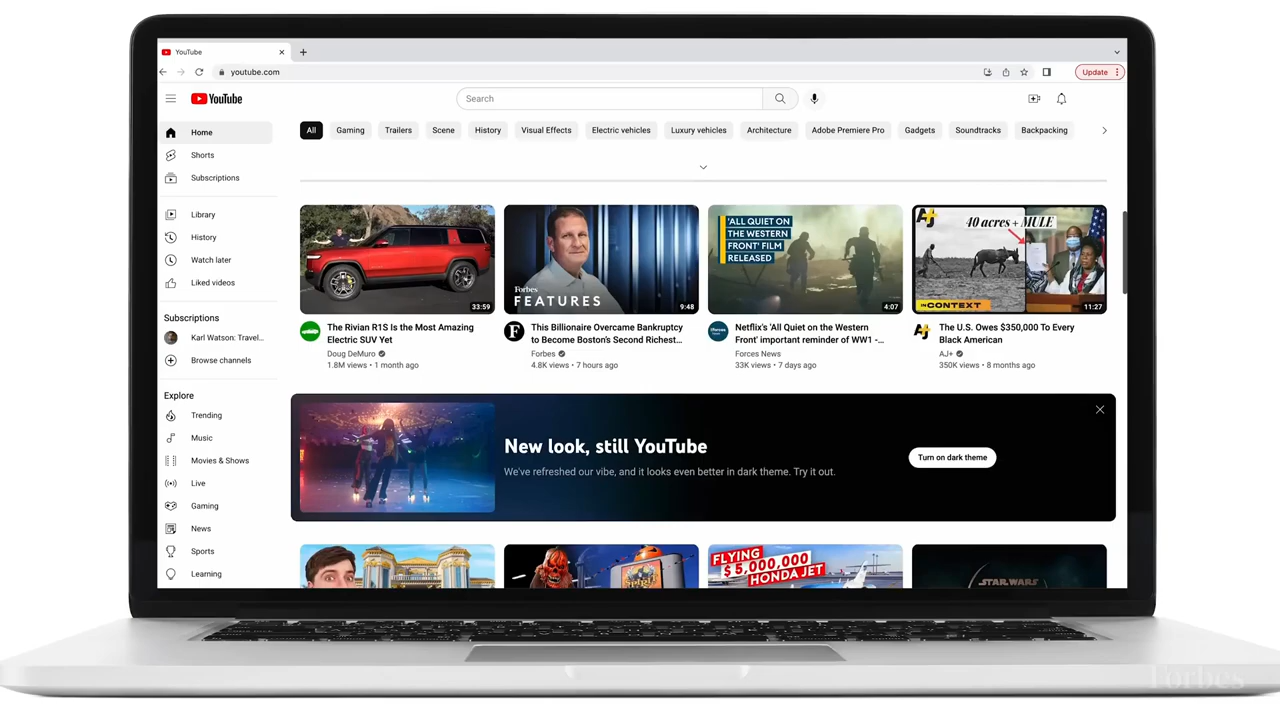 YouTube
youtube.com
Update
YouTube
Search
Home
Shorts
Subscriptions
Library
History
Watch later
Liked videos
Subscriptions
Karl Watson: Travel...
Browse channels
Explore
Trending
Music
Movies & Shows
Live
Gaming
News
Sports
Learning
All
Gaming
Trailers
Scene
History
Visual Effects
Electric vehicles
Luxury vehicles
Architecture
Adobe Premiere Pro
Gadgets
Soundtracks
Backpacking
33:59
The Rivian R1S Is the Most Amazing
Electric SUV Yet
Doug DeMuro
1.8M views • 1 month ago
Forbes
FEATURES
9:48
F
This Billionaire Overcame Bankruptcy
to Become Boston's Second Richest...
Forbes
4.8K views • 7 hours ago
'ALL QUIET ON
THE WESTERN
FRONT' FILM
RELEASED
4:07
Netflix's 'All Quiet on the Western
Front' important reminder of WW1 -...
Forces News
33K views • 7 days ago
AJ+
40 acres + MULE
IN CONTEXT
11:27
AJ+
The U.S. Owes $350,000 To Every
Black American
AJ+
350K views • 8 months ago
New look, still YouTube
We've refreshed our vibe, and it looks even better in dark theme. Try it out.
Turn on dark theme
FLYING
$5,000,000
HONDA JET
STAR WARS
Forbes